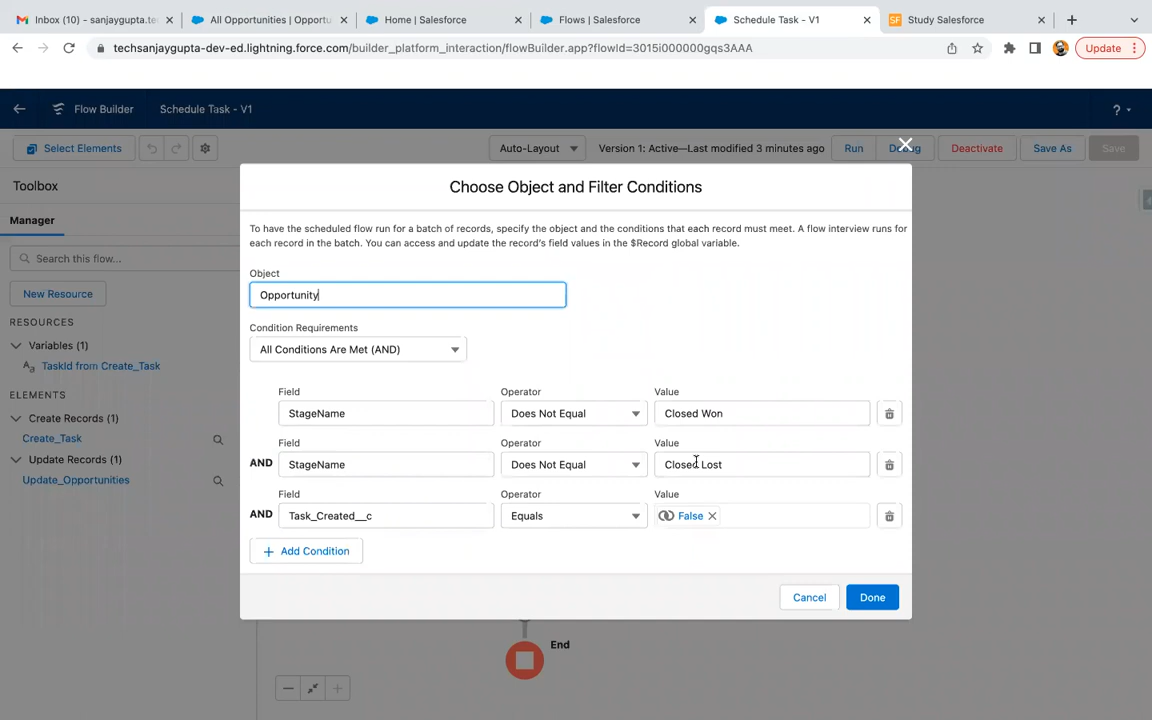 Inbox (10) - sanjaygupta.te
All Opportunities | Opportu
Home | Salesforce
Flows | Salesforce
Schedule Task - V1
SF Study Salesforce
techsanjaygupta-dev-ed.lightning.force.com/builder_platform_interaction/flowBuilder.app?flowId=3015i000000gqs3AAA
Update
Flow Builder
Schedule Task - V1
?
Select Elements
Auto-Layout
Version 1: Active—Last modified 3 minutes ago
Run
Debug
Deactivate
Save As
Save
Toolbox
Manager
Search this flow...
New Resource
RESOURCES
Variables (1)
TaskId from Create_Task
ELEMENTS
Create Records (1)
Create_Task
Update Records (1)
Update_Opportunities
Choose Object and Filter Conditions
To have the scheduled flow run for a batch of records, specify the object and the conditions that each record must meet. A flow interview runs for
each record in the batch. You can access and update the record's field values in the $Record global variable.
Object
Opportunity
Condition Requirements
All Conditions Are Met (AND)
Field Operator Value
StageName Does Not Equal Closed Won
Field Operator Value
AND StageName Does Not Equal Closed Lost
Field Operator Value
AND Task_Created__c Equals False
Add Condition
Cancel
Done
End